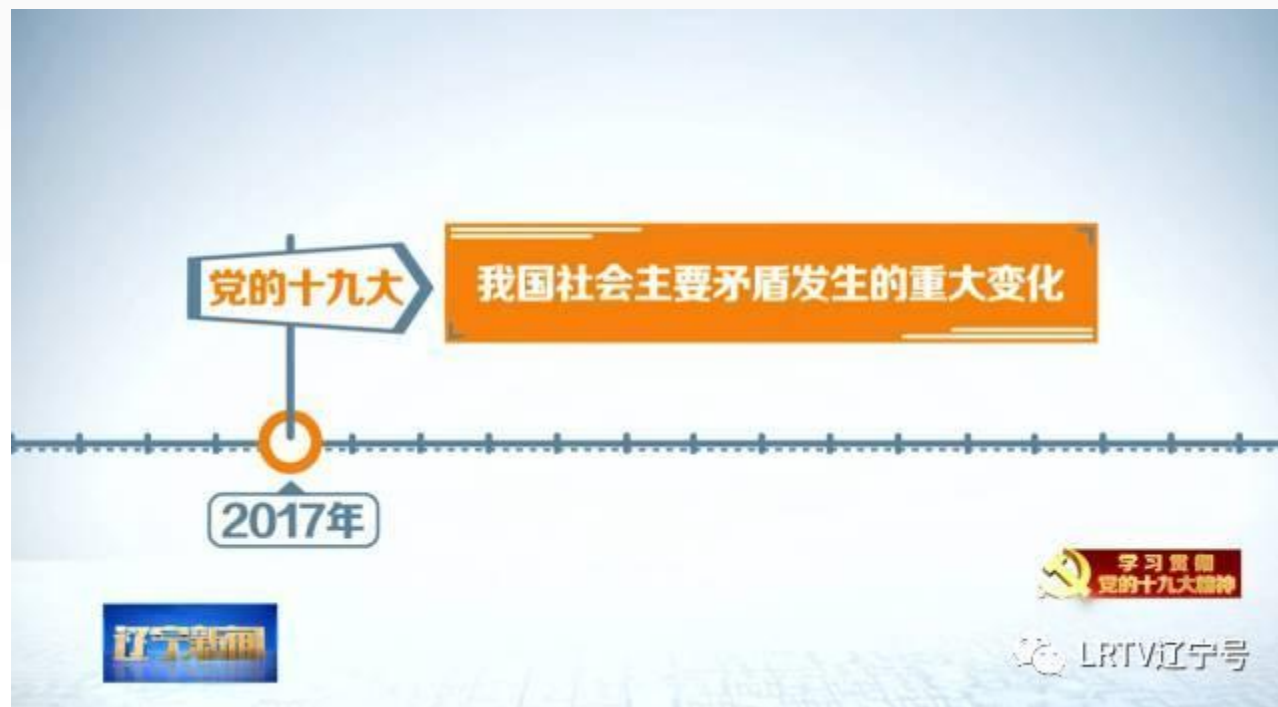 党的十九大
我国社会主要矛盾发生的重大变化
2017年
学习贯彻
党的十九大精神
辽宁新闻
LRTV辽宁号